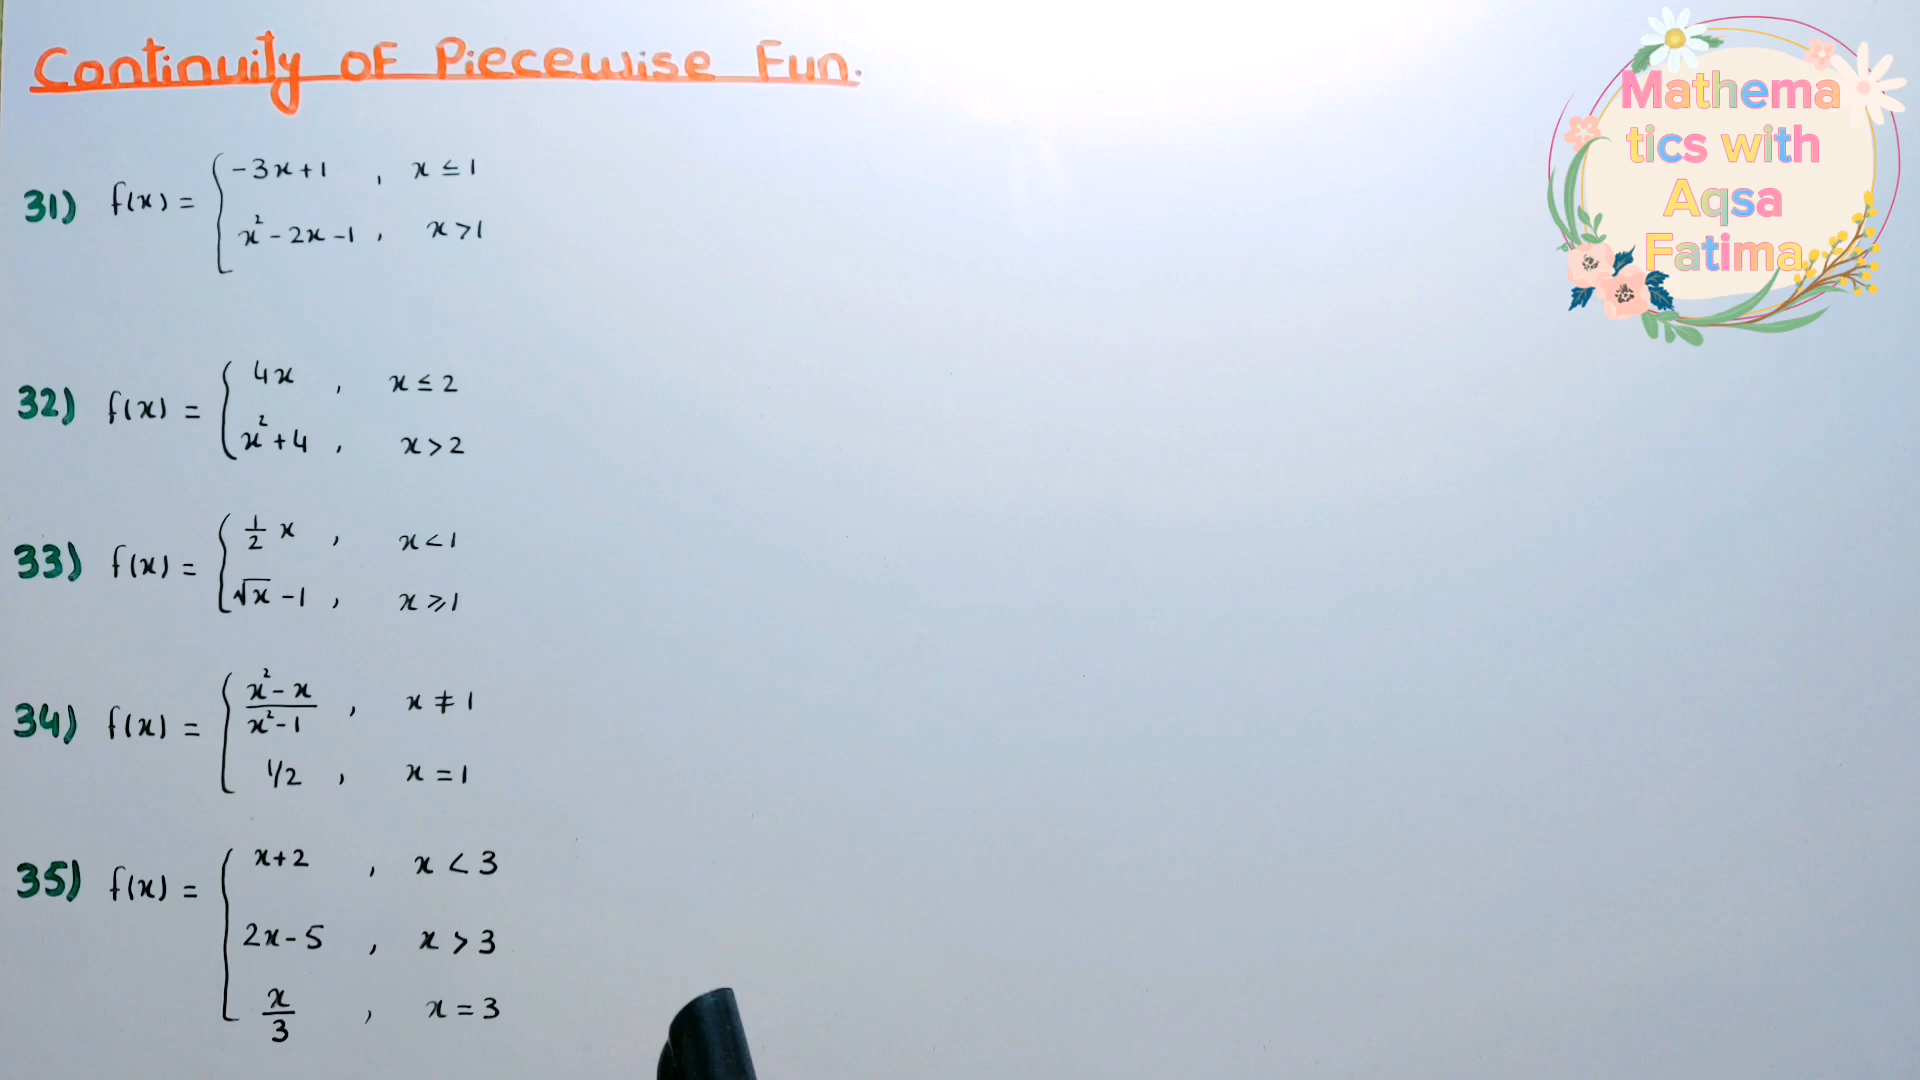 Continuity of Piecewise Fun.
Mathema
tics with
Aqsa
Fatima
31) f(x) = { -3x+1 , x ≤ 1
x² - 2x - 1 , x > 1
32) f(x) = { 4x , x ≤ 2
x² + 4 , x > 2
33) f(x) = { 1/2 x , x < 1
√x - 1 , x ≥ 1
34) f(x) = { x² - x / x² - 1 , x ≠ 1
1/2 , x = 1
35) f(x) = { x+2 , x < 3
2x - 5 , x > 3
x/3 , x = 3